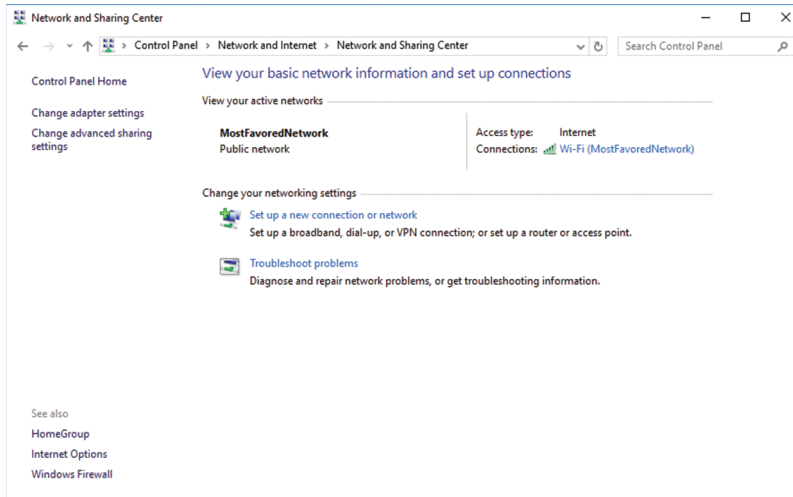 Network and Sharing Center
Control Panel > Network and Internet > Network and Sharing Center
Search Control Panel
Control Panel Home
Change adapter settings
Change advanced sharing
settings
View your basic network information and set up connections
View your active networks
MostFavoredNetwork
Public network
Access type: Internet
Connections: Wi-Fi (MostFavoredNetwork)
Change your networking settings
Set up a new connection or network
Set up a broadband, dial-up, or VPN connection; or set up a router or access point.
Troubleshoot problems
Diagnose and repair network problems, or get troubleshooting information.
See also
HomeGroup
Internet Options
Windows Firewall